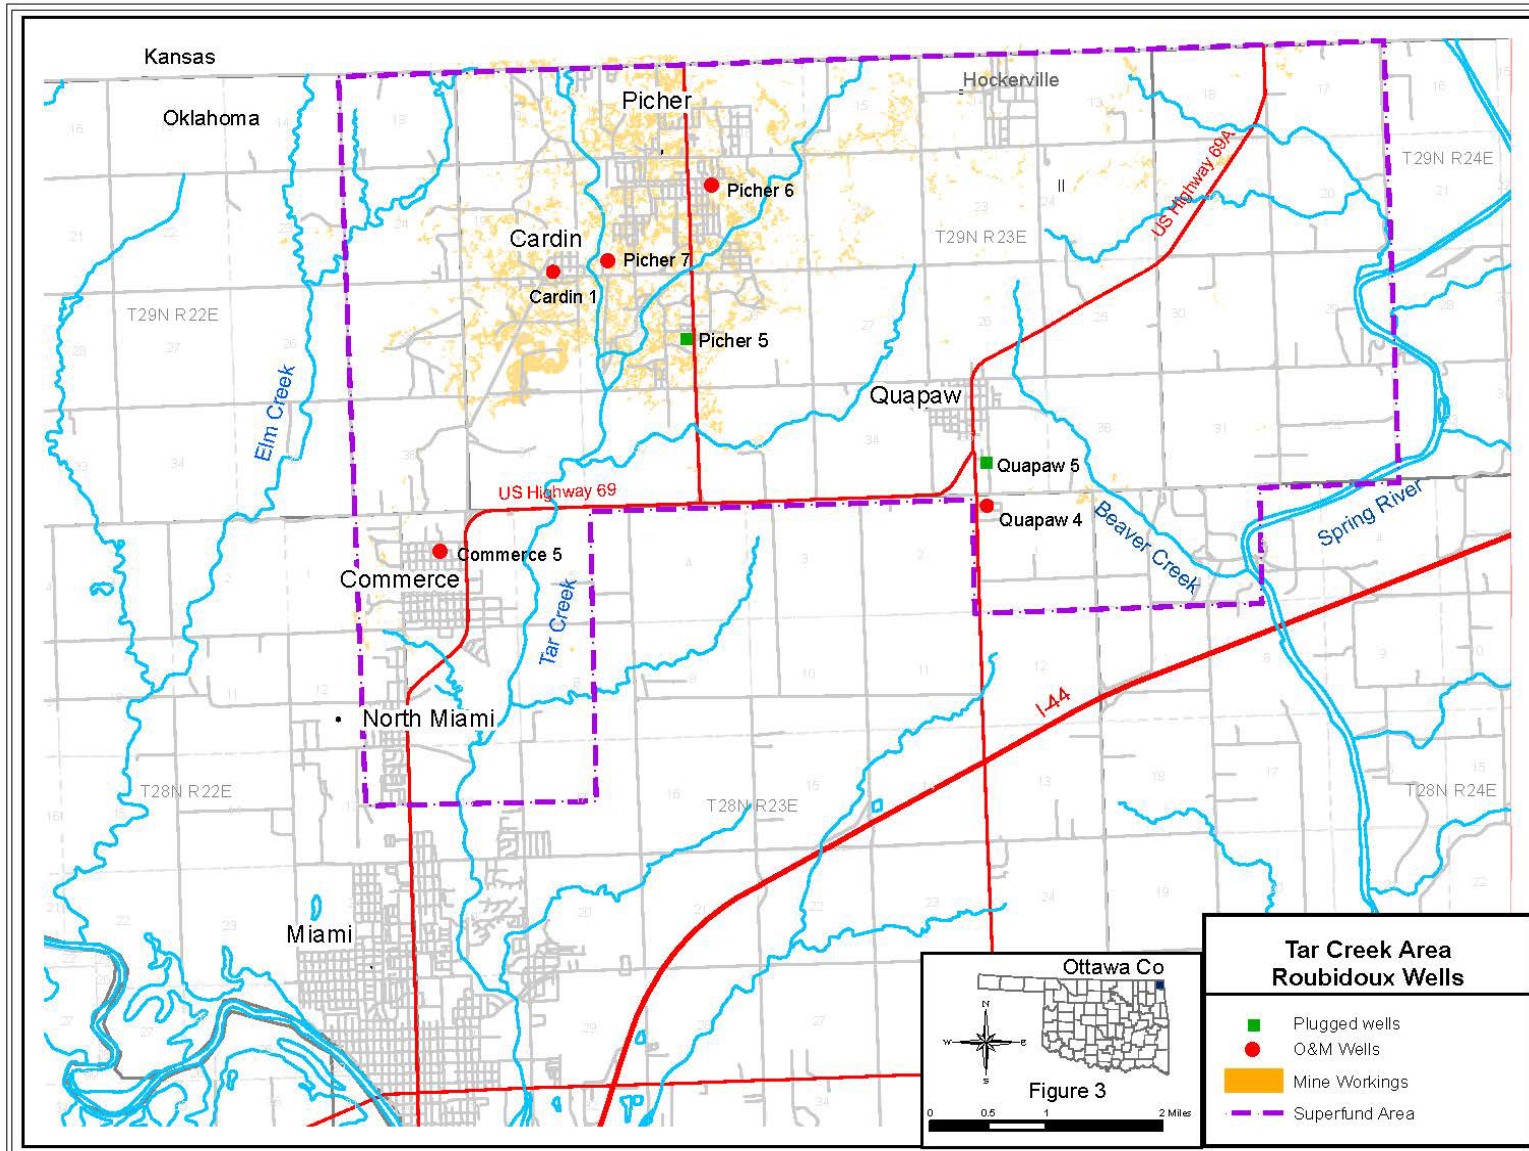 Kansas
Oklahoma
Picher
Hockerville
US Highway 69A
T29N R24E
Picher 6
II
Cardin
Picher 7
T29N R23E
Cardin 1
T29N R22E
Picher 5
Elm Creek
Quapaw
Quapaw 5
US Highway 69
Quapaw 4
Beaver Creek
Spring River
Commerce 5
Commerce
Tar Creek
I-44
North Miami
T28N R22E
T28N R23E
T28N R24E
Miami
Ottawa Co
N
W
E
S
Figure 3
0 0.5 1 2 Miles
Tar Creek Area
Roubidoux Wells
Plugged wells
O&M Wells
Mine Workings
Superfund Area